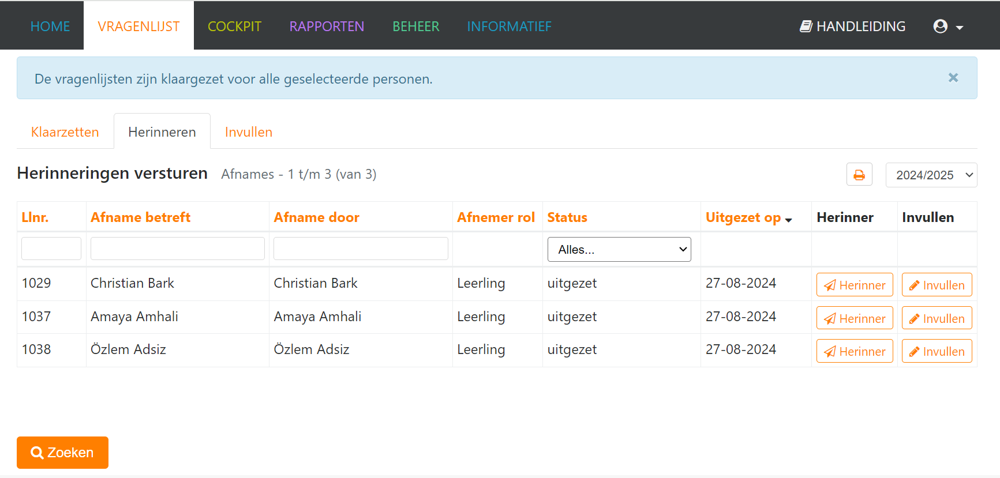 HOME VRAGENLIJST COCKPIT RAPPORTEN BEHEER INFORMATIEF HANDLEIDING
De vragenlijsten zijn klaargezet voor alle geselecteerde personen. ×
Klaarzetten Herinneren Invullen
Herinneringen versturen Afnames - 1 t/m 3 (van 3) 2024/2025
Llnr. Afname betreft Afname door Afnemer rol Status Uitgezet op Herinner Invullen
Alles...
1029 Christian Bark Christian Bark Leerling uitgezet 27-08-2024 Herinner Invullen
1037 Amaya Amhali Amaya Amhali Leerling uitgezet 27-08-2024 Herinner Invullen
1038 Özlem Adsiz Özlem Adsiz Leerling uitgezet 27-08-2024 Herinner Invullen
Zoeken